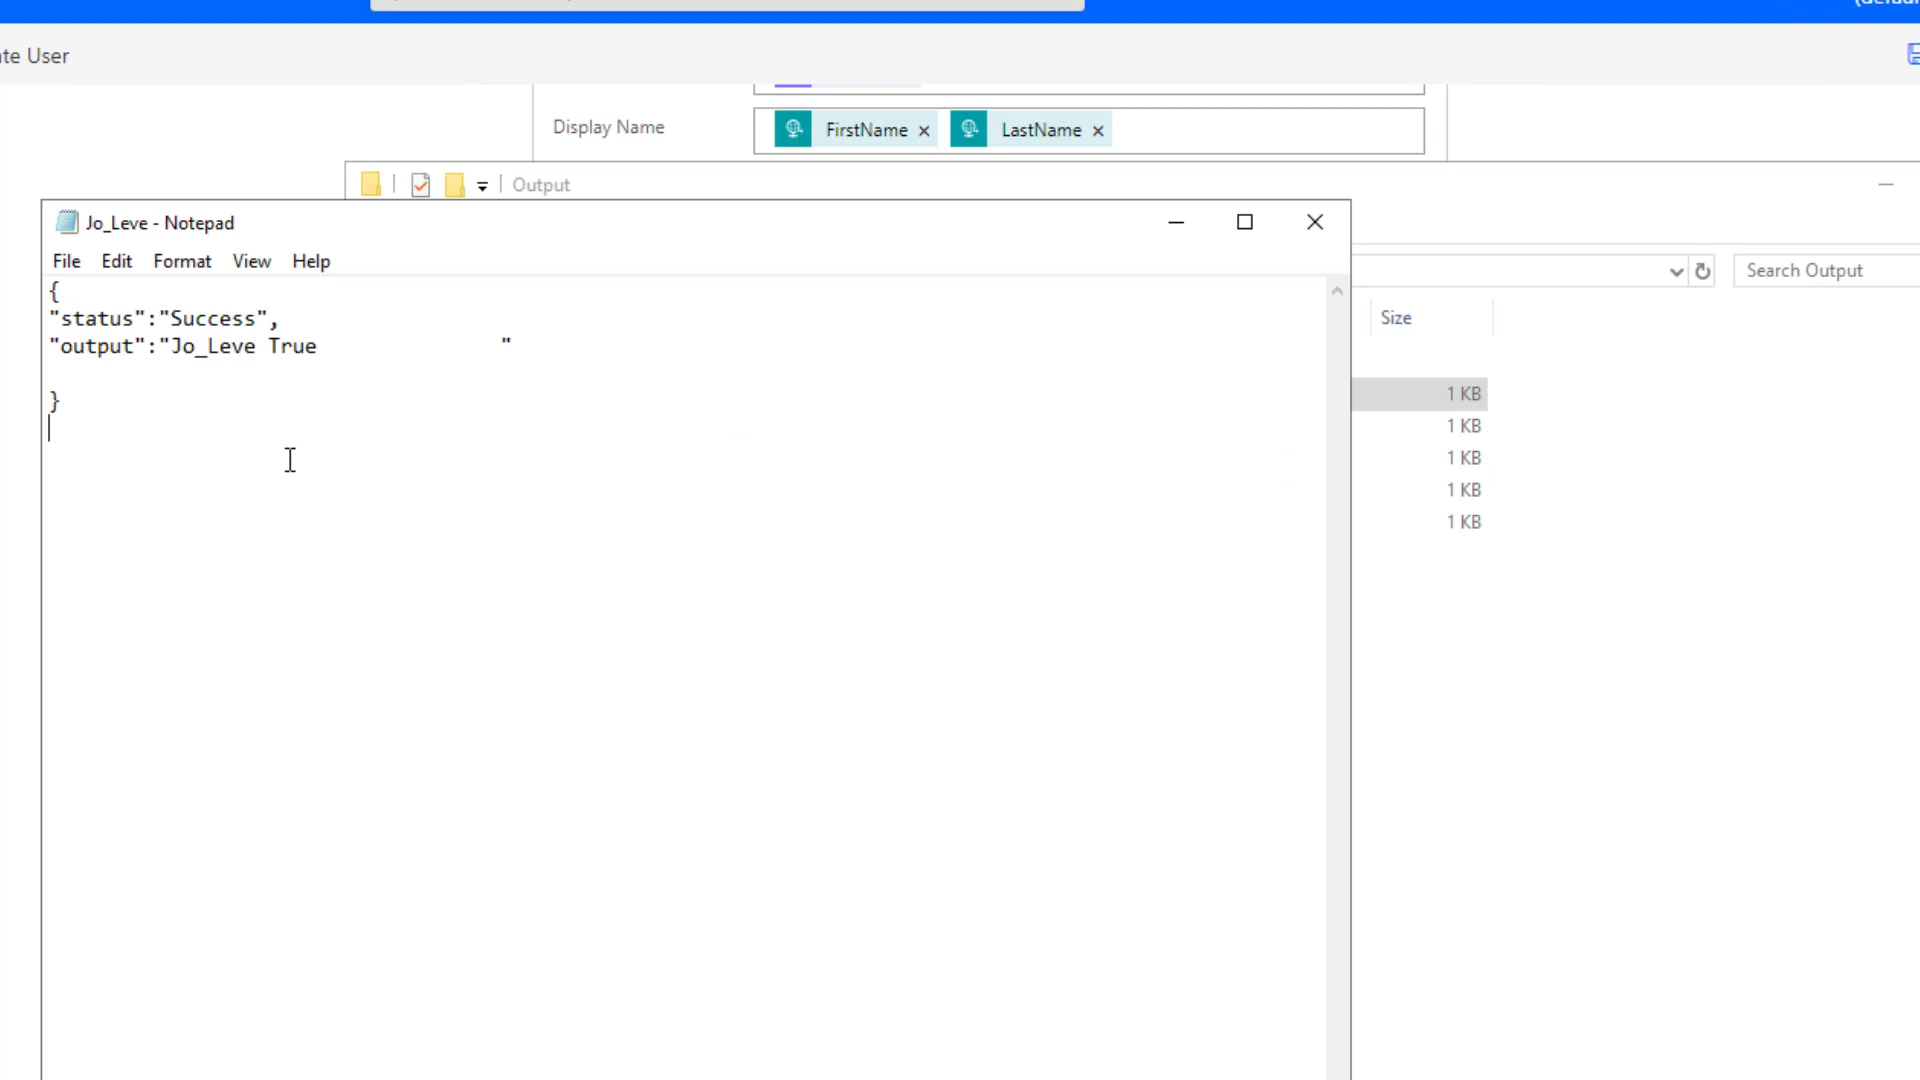 te User
Display Name
FirstName × LastName ×
Output
Jo_Leve - Notepad
File Edit Format View Help
Search Output
Size
{
"status":"Success",
"output":"Jo_Leve True "
}
1 KB
1 KB
1 KB
1 KB
1 KB